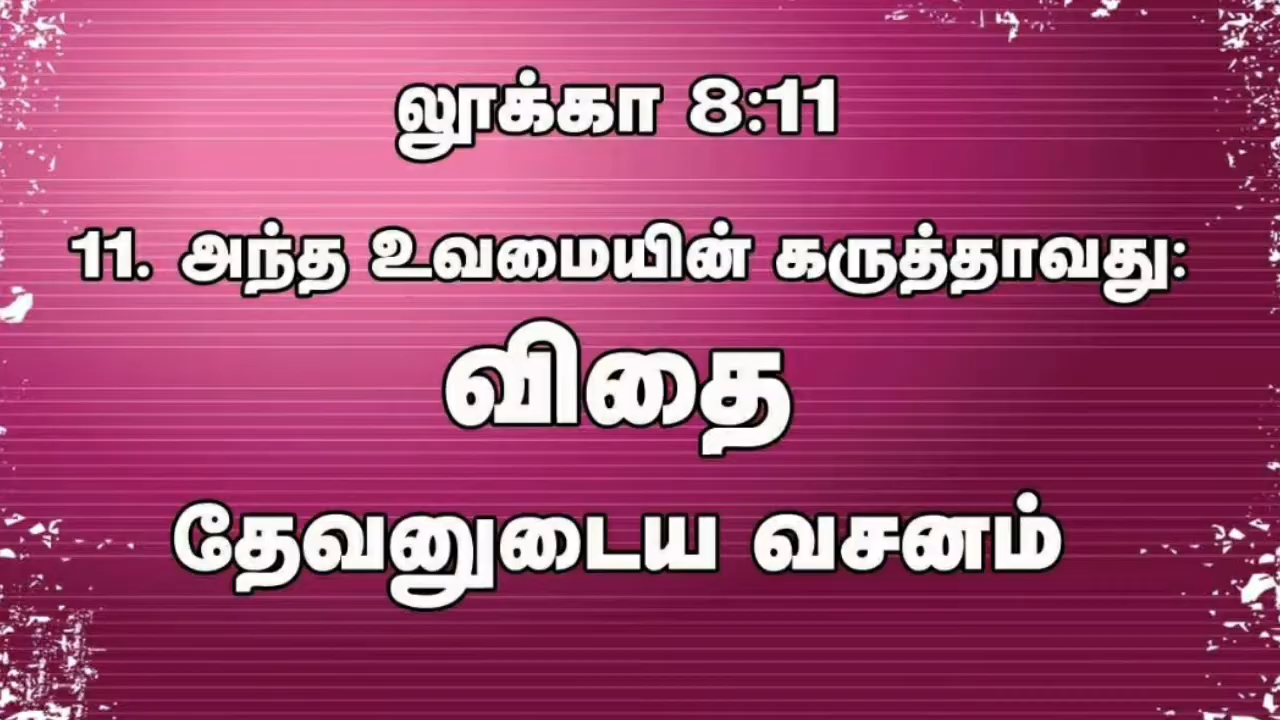 லூக்கா 8:11
11. அந்த உவமையின் கருத்தாவது:
விதை
தேவனுடைய வசனம்